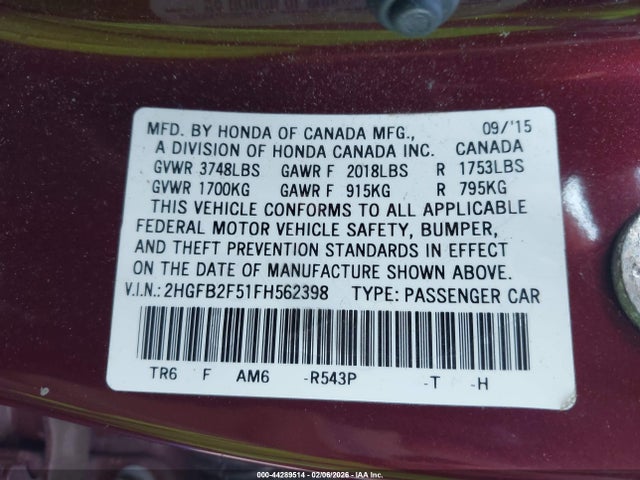 MFD. BY HONDA OF CANADA MFG., 09/'15
A DIVISION OF HONDA CANADA INC. CANADA
GVWR 3748LBS GAWR F 2018LBS R 1753LBS
GVWR 1700KG GAWR F 915KG R 795KG
THIS VEHICLE CONFORMS TO ALL APPLICABLE
FEDERAL MOTOR VEHICLE SAFETY, BUMPER,
AND THEFT PREVENTION STANDARDS IN EFFECT
ON THE DATE OF MANUFACTURE SHOWN ABOVE.
V.I.N.: 2HGFB2F51FH562398 TYPE: PASSENGER CAR
TR6 F AM6 -R543P -T -H
000-44289514 - 02/06/2026 - IAA Inc.